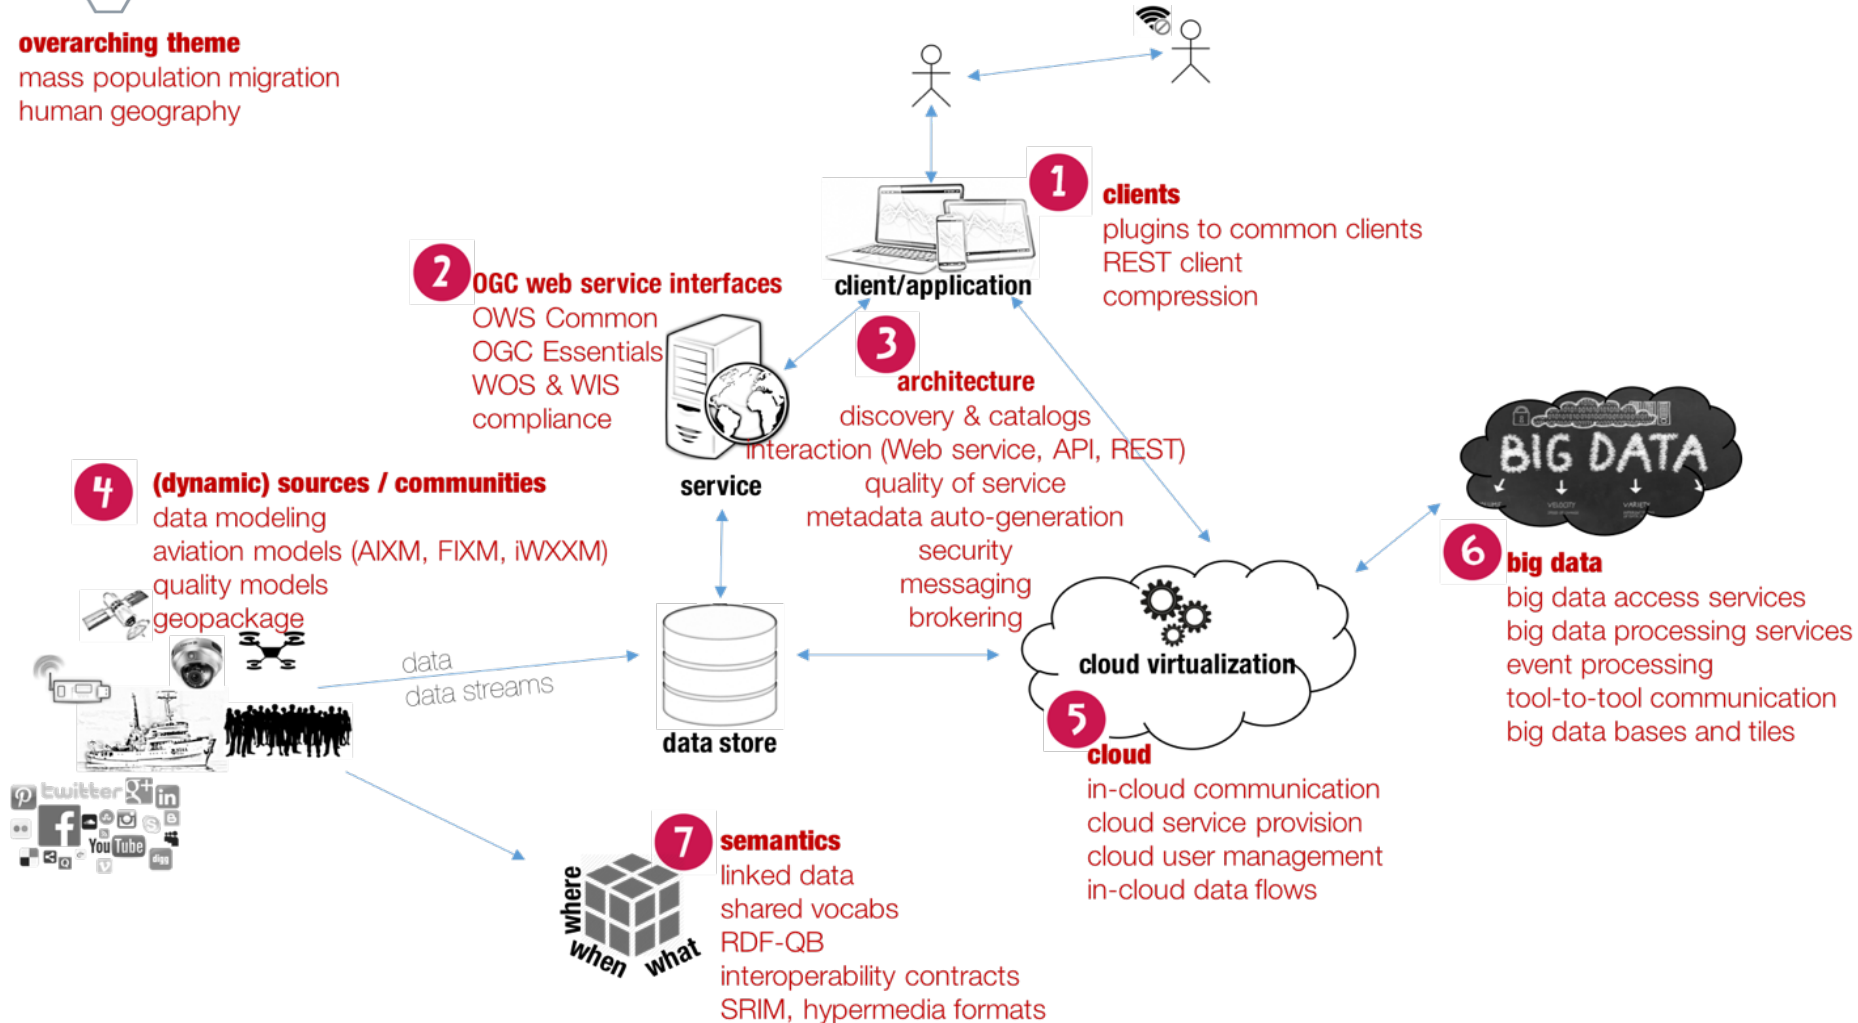 overarching theme
mass population migration
human geography
1
clients
plugins to common clients
REST client
compression
client/application
2
OGC web service interfaces
OWS Common
OGC Essentials
WOS & WIS
compliance
service
3
architecture
discovery & catalogs
interaction (Web service, API, REST)
quality of service
metadata auto-generation
security
messaging
brokering
4
(dynamic) sources / communities
data modeling
aviation models (AIXM, FIXM, iWXXM)
quality models
geopackage
data
data streams
data store
cloud virtualization
5
cloud
in-cloud communication
cloud service provision
cloud user management
in-cloud data flows
BIG DATA
VELOCITY
VARIETY
6
big data
big data access services
big data processing services
event processing
tool-to-tool communication
big data bases and tiles
twitter
g+
in
f
You Tube
digg
7
semantics
linked data
shared vocabs
RDF-QB
interoperability contracts
SRIM, hypermedia formats
where
when
what